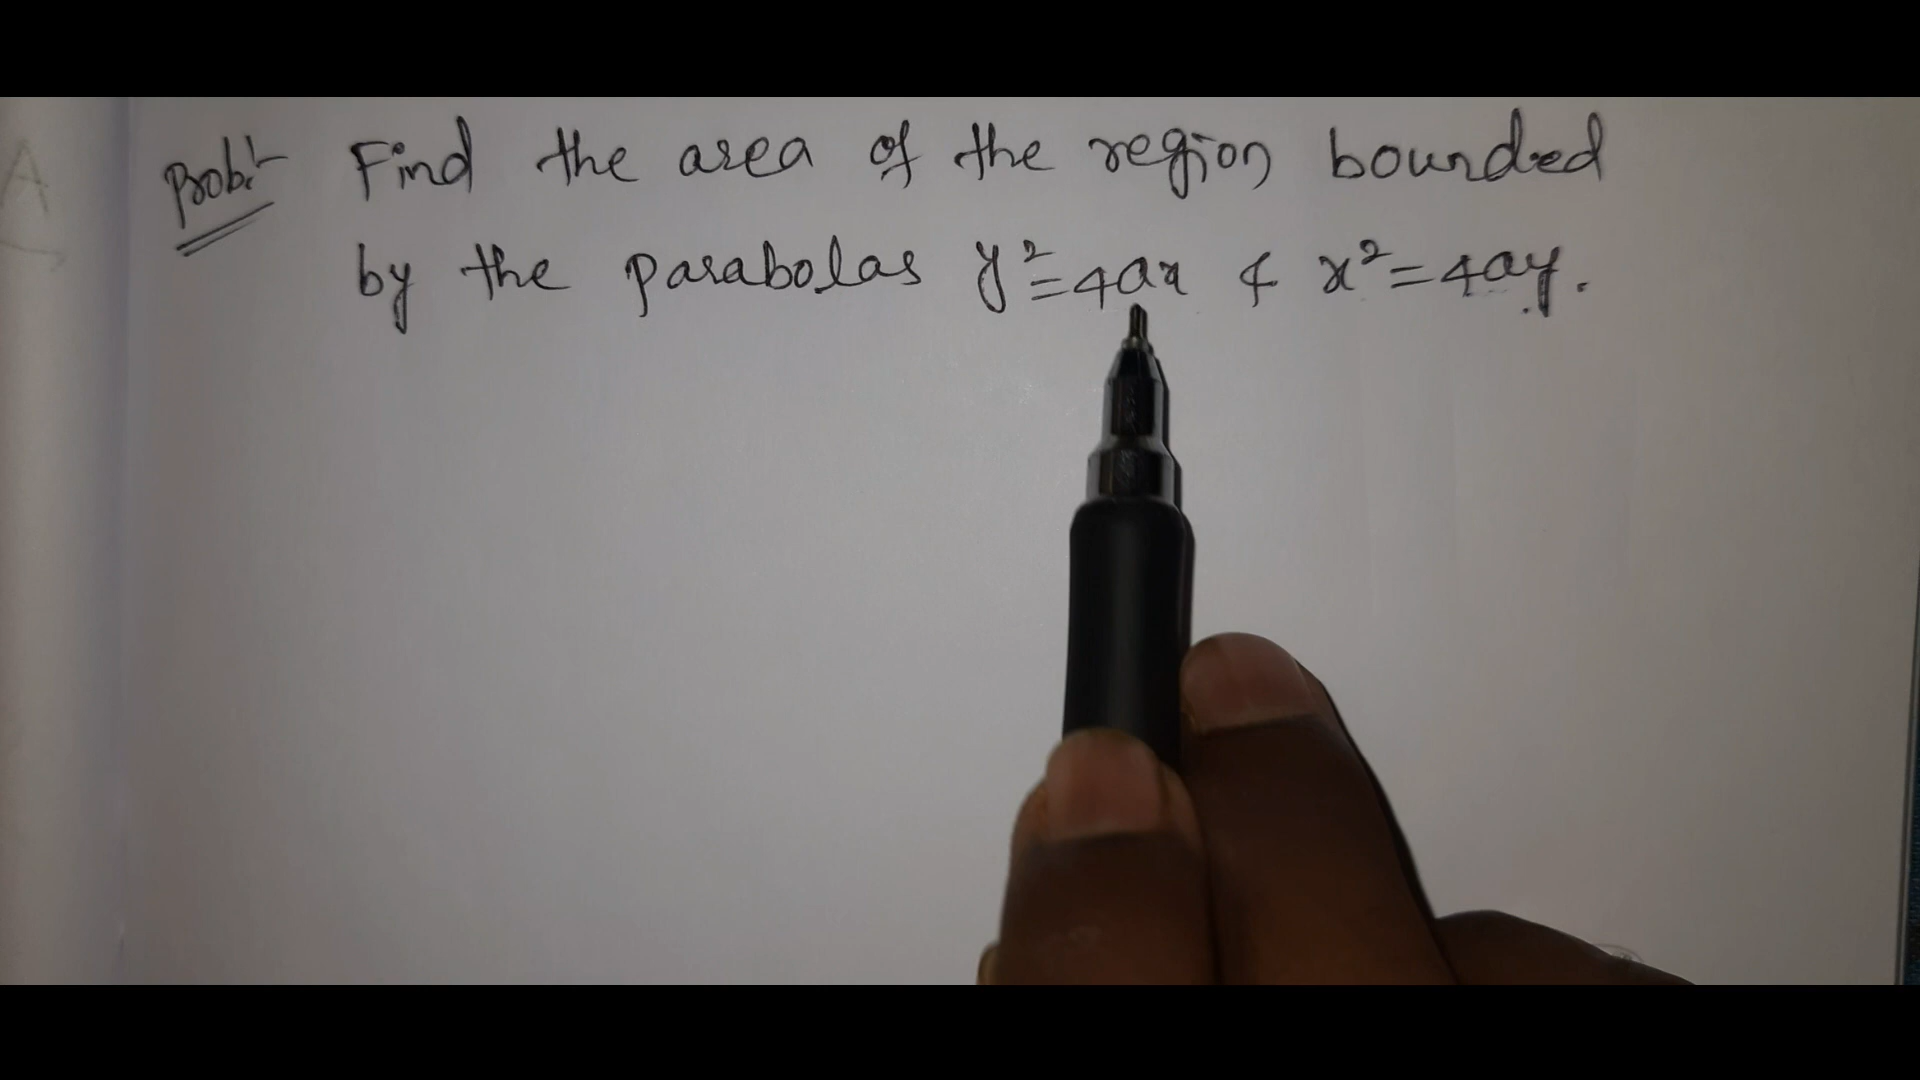 Prob:- Find the area of the region bounded
by the parabolas y²=4ax & x²=4ay.